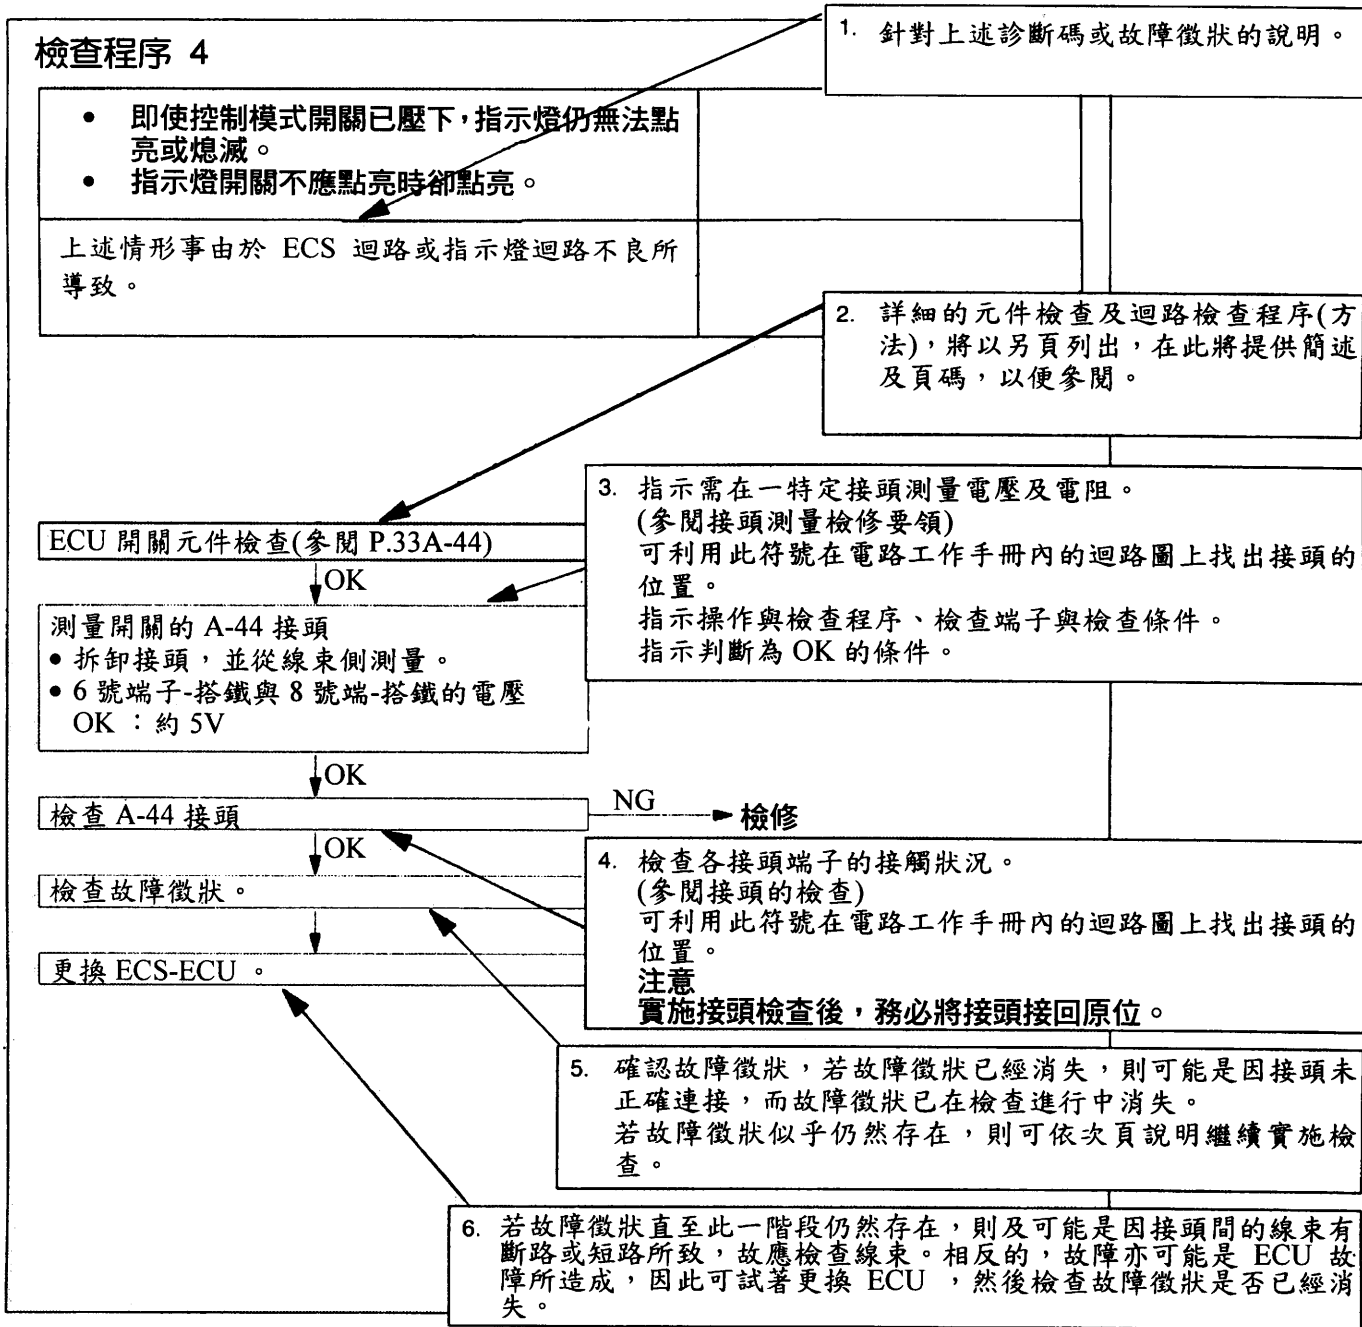 檢查程序 4
1. 針對上述診斷碼或故障徵狀的說明。
• 即使控制模式開關已壓下，指示燈仍無法點
亮或熄滅。
• 指示燈開關不應點亮時卻點亮。
上述情形事由於 ECS 迴路或指示燈迴路不良所
導致。
2. 詳細的元件檢查及迴路檢查程序(方
法)，將以另頁列出，在此將提供簡述
及頁碼，以便參閱。
ECU 開關元件檢查(參閱 P.33A-44)
OK
3. 指示需在一特定接頭測量電壓及電阻。
(參閱接頭測量檢修要領)
可利用此符號在電路工作手冊內的迴路圖上找出接頭的
位置。
指示操作與檢查程序、檢查端子與檢查條件。
指示判斷為 OK 的條件。
測量開關的 A-44 接頭
• 拆卸接頭，並從線束側測量。
• 6 號端子-搭鐵與 8 號端-搭鐵的電壓
OK ：約 5V
OK
檢查 A-44 接頭
NG
檢修
OK
4. 檢查各接頭端子的接觸狀況。
(參閱接頭的檢查)
可利用此符號在電路工作手冊內的迴路圖上找出接頭的
位置。
注意
實施接頭檢查後，務必將接頭接回原位。
檢查故障徵狀。
更換 ECS-ECU 。
5. 確認故障徵狀，若故障徵狀已經消失，則可能是因接頭未
正確連接，而故障徵狀已在檢查進行中消失。
若故障徵狀似乎仍然存在，則可依次頁說明繼續實施檢
查。
6. 若故障徵狀直至此一階段仍然存在，則及可能是因接頭間的線束有
斷路或短路所致，故應檢查線束。相反的，故障亦可能是 ECU 故
障所造成，因此可試著更換 ECU ，然後檢查故障徵狀是否已經消
失。